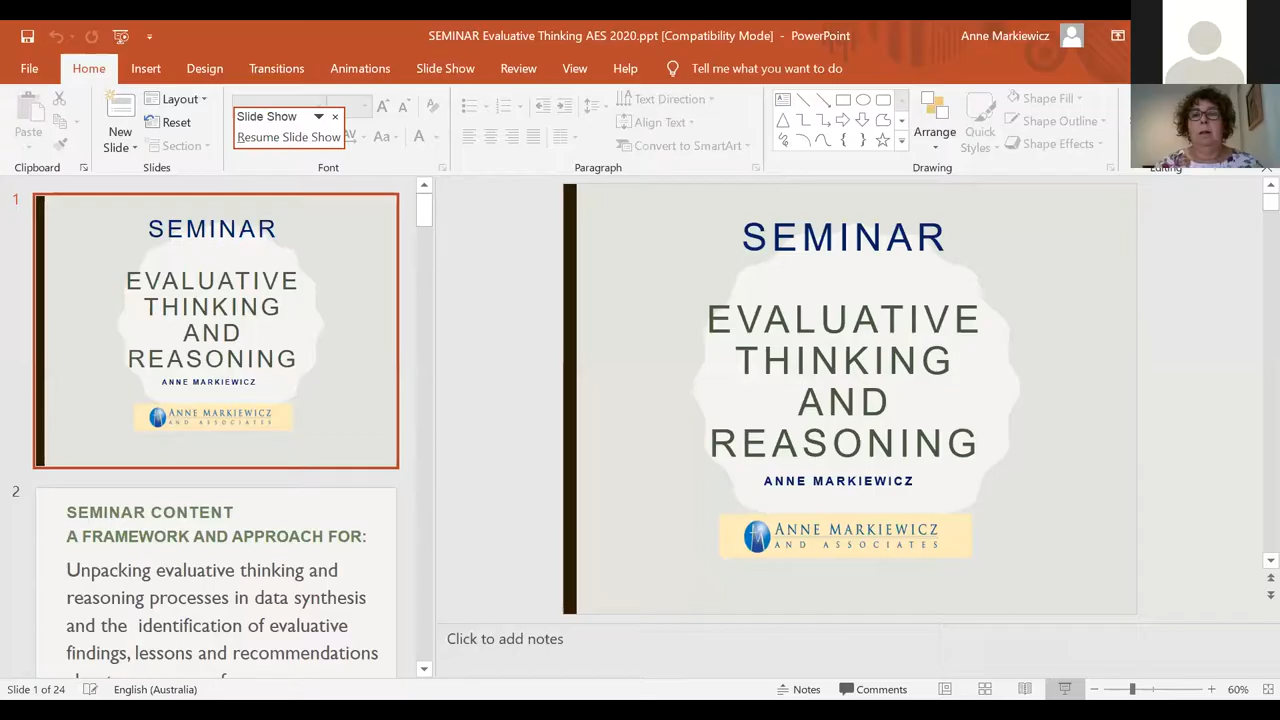 SEMINAR Evaluative Thinking AES 2020.ppt [Compatibility Mode] - PowerPoint
Anne Markiewicz
File
Home
Insert
Design
Transitions
Animations
Slide Show
Review
View
Help
Tell me what you want to do
Paste
New
Slide
Layout
Reset
Section
Slide Show
Resume Slide Show
Text Direction
Align Text
Convert to SmartArt
Arrange
Quick
Styles
Shape Fill
Shape Outline
Shape Effects
Clipboard
Slides
Font
Paragraph
Drawing
Editing
1
SEMINAR
EVALUATIVE
THINKING
AND
REASONING
ANNE MARKIEWICZ
ANNE MARKIEWICZ
AND ASSOCIATES
2
SEMINAR CONTENT
A FRAMEWORK AND APPROACH FOR:
Unpacking evaluative thinking and
reasoning processes in data synthesis
and the identification of evaluative
findings, lessons and recommendations
SEMINAR
EVALUATIVE
THINKING
AND
REASONING
ANNE MARKIEWICZ
ANNE MARKIEWICZ
AND ASSOCIATES
Click to add notes
Slide 1 of 24
English (Australia)
Notes
Comments
60%